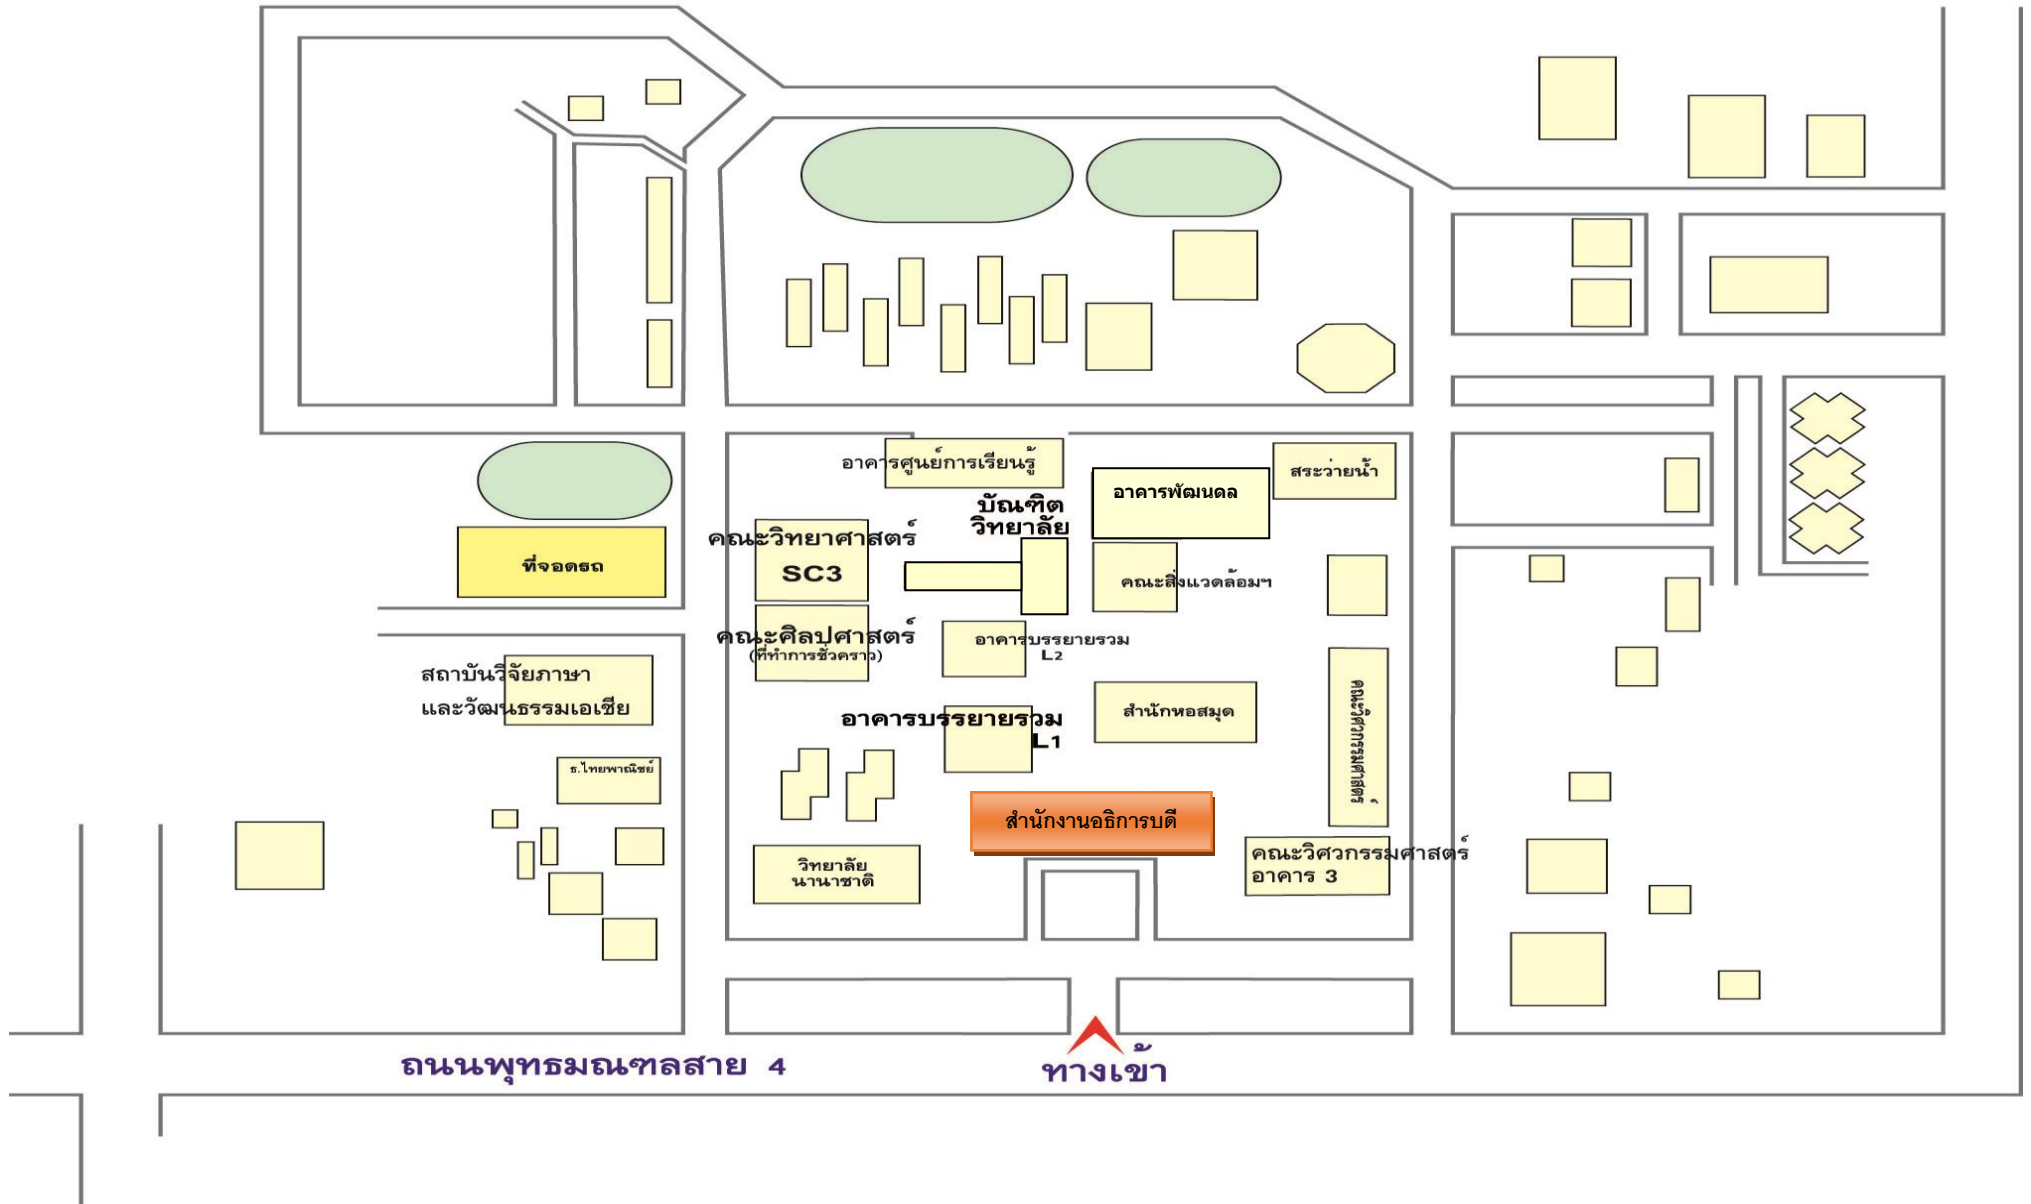 อาคารศูนย์การเรียนรู้
สระว่ายน้ำ
อาคารพัฒนดล
บัณฑิต
วิทยาลัย
คณะวิทยาศาสตร์
SC3
ที่จอดรถ
คณะสิ่งแวดล้อมฯ
คณะศิลปศาสตร์
(ที่ทำการชั่วคราว)
อาคารบรรยายรวม
L2
สถาบันวิจัยภาษา
และวัฒนธรรมเอเชีย
อาคารบรรยายรวม
L1
สำนักหอสมุด
คณะวิศวกรรมศาสตร์
ธ.ไทยพาณิชย์
สำนักงานอธิการบดี
วิทยาลัย
นานาชาติ
คณะวิศวกรรมศาสตร์
อาคาร 3
ถนนพุทธมณฑลสาย 4
ทางเข้า